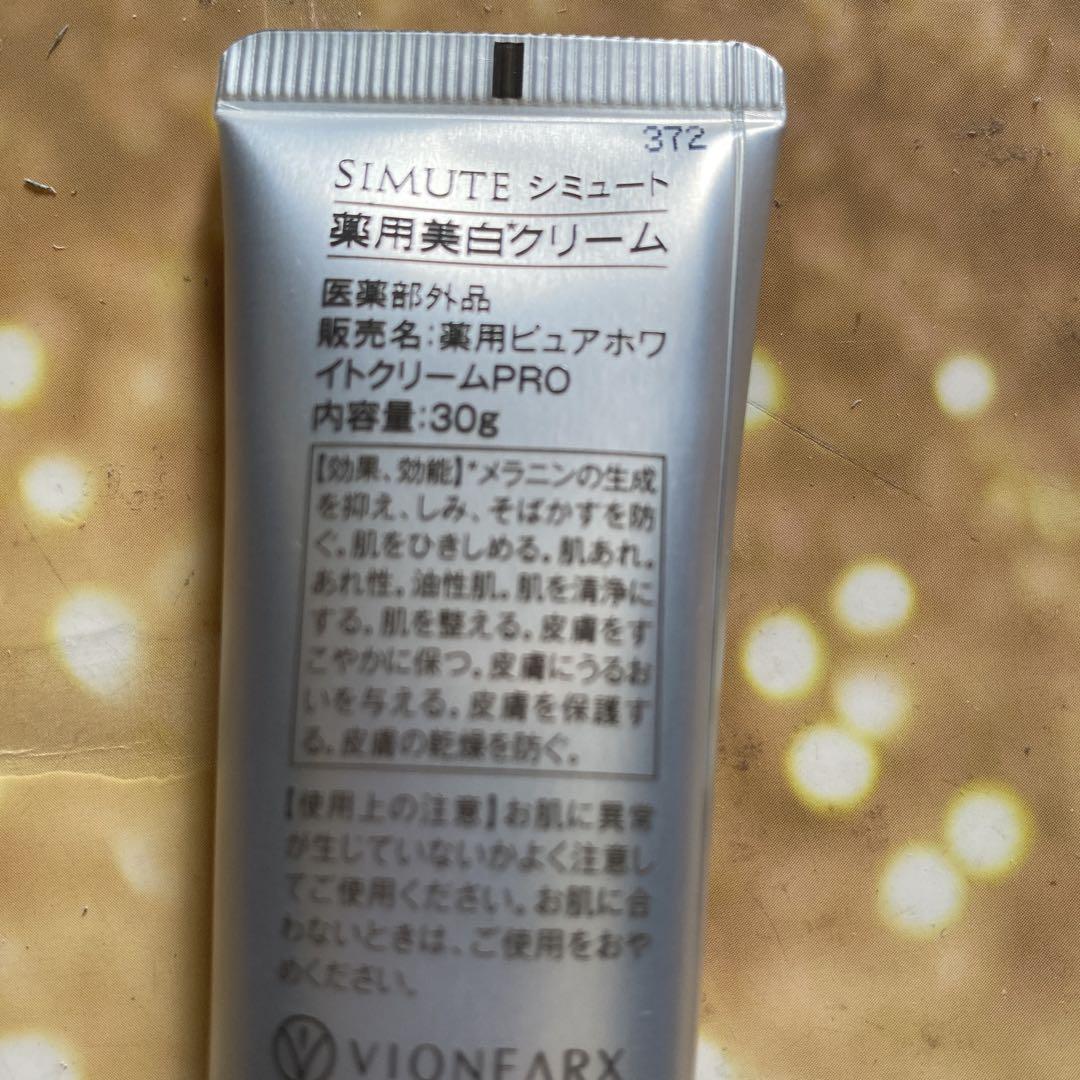 372
SIMUTE シミュート
薬用美白*クリーム
医薬部外品
販売名:薬用ピュアホワ
イトクリームPRO
内容量:30g
【効果、効能】*メラニンの生成
を抑え、しみ、そばかすを防
ぐ。肌をひきしめる。肌あれ。
あれ性。油性肌。肌を清浄に
する。肌を整える。皮膚をす
こやかに保つ。皮膚にうるお
いを与える。皮膚を保護す
る。皮膚の乾燥を防ぐ。
【使用上の注意】お肌に異常
が生じていないかよく注意し
てご使用ください。お肌に合
わないときは、ご使用をおや
めください。
VIONEARX